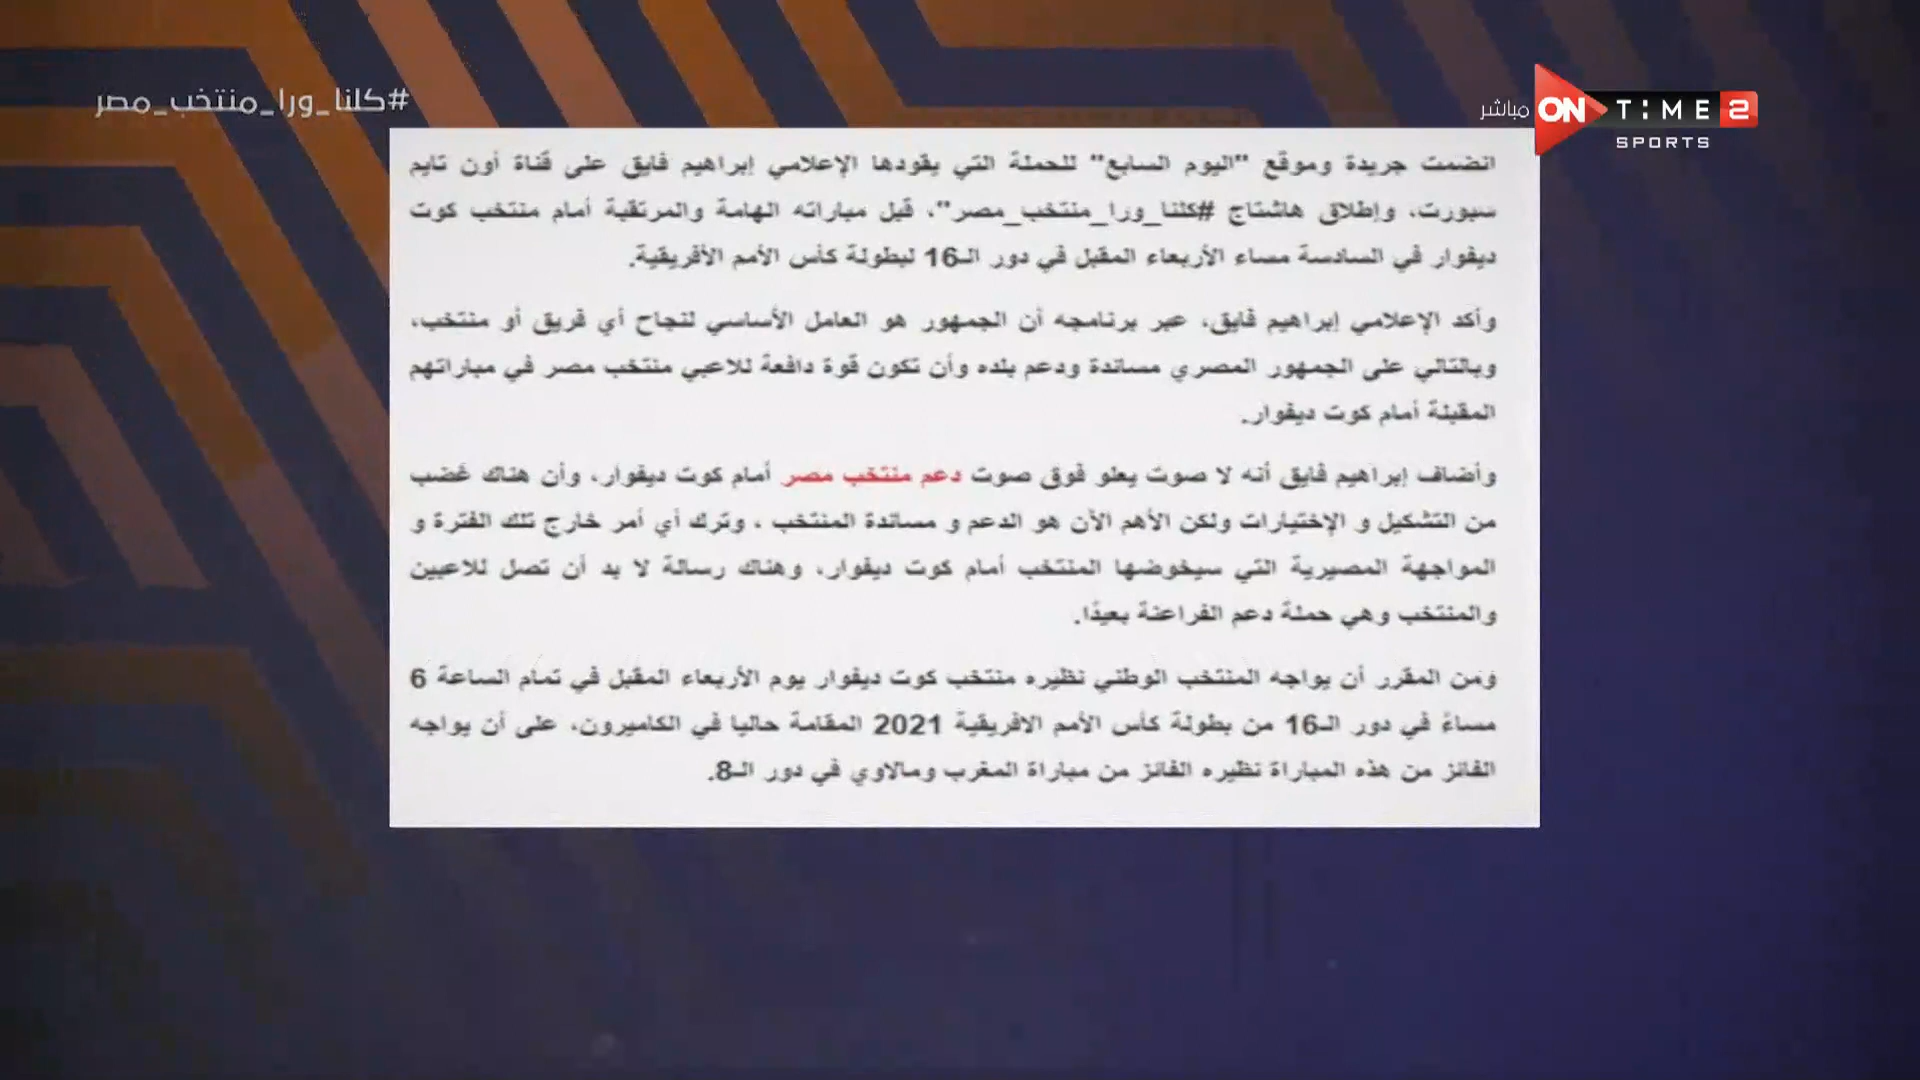 #كلنا_ورا_منتخب_مصر
مباشر ON TIME 2
SPORTS
انضمت جريدة وموقع "اليوم السابع" للحملة التي يقودها الإعلامي إبراهيم فايق على قناة أون تايم
سبورت، وإطلاق هاشتاج #كلنا_ورا_منتخب_مصر"، قبل مباراته الهامة والمرتقبة أمام منتخب كوت
ديفوار في السادسة مساء الأربعاء المقبل في دور الـ16 لبطولة كأس الأمم الأفريقية.
وأكد الإعلامي إبراهيم فايق، عبر برنامجه أن الجمهور هو العامل الأساسي لنجاح أي فريق أو منتخب،
وبالتالي على الجمهور المصري مساندة ودعم بلده وأن تكون قوة دافعة للاعبي منتخب مصر في مباراتهم
المقبلة أمام كوت ديفوار.
وأضاف إبراهيم فايق أنه لا صوت يعلو فوق صوت دعم منتخب مصر أمام كوت ديفوار، وأن هناك غضب
من التشكيل و الإختيارات ولكن الأهم الآن هو الدعم و مساندة المنتخب ، وترك أي أمر خارج تلك الفترة و
المواجهة المصيرية التي سيخوضها المنتخب أمام كوت ديفوار، وهناك رسالة لا بد أن تصل للاعبين
والمنتخب وهي حملة دعم الفراعنة بعيدًا.
ومن المقرر أن يواجه المنتخب الوطني نظيره منتخب كوت ديفوار يوم الأربعاء المقبل في تمام الساعة 6
مساءً في دور الـ16 من بطولة كأس الأمم الافريقية 2021 المقامة حاليا في الكاميرون، على أن يواجه
الفائز من هذه المباراة نظيره الفائز من مباراة المغرب ومالاوي في دور الـ8.